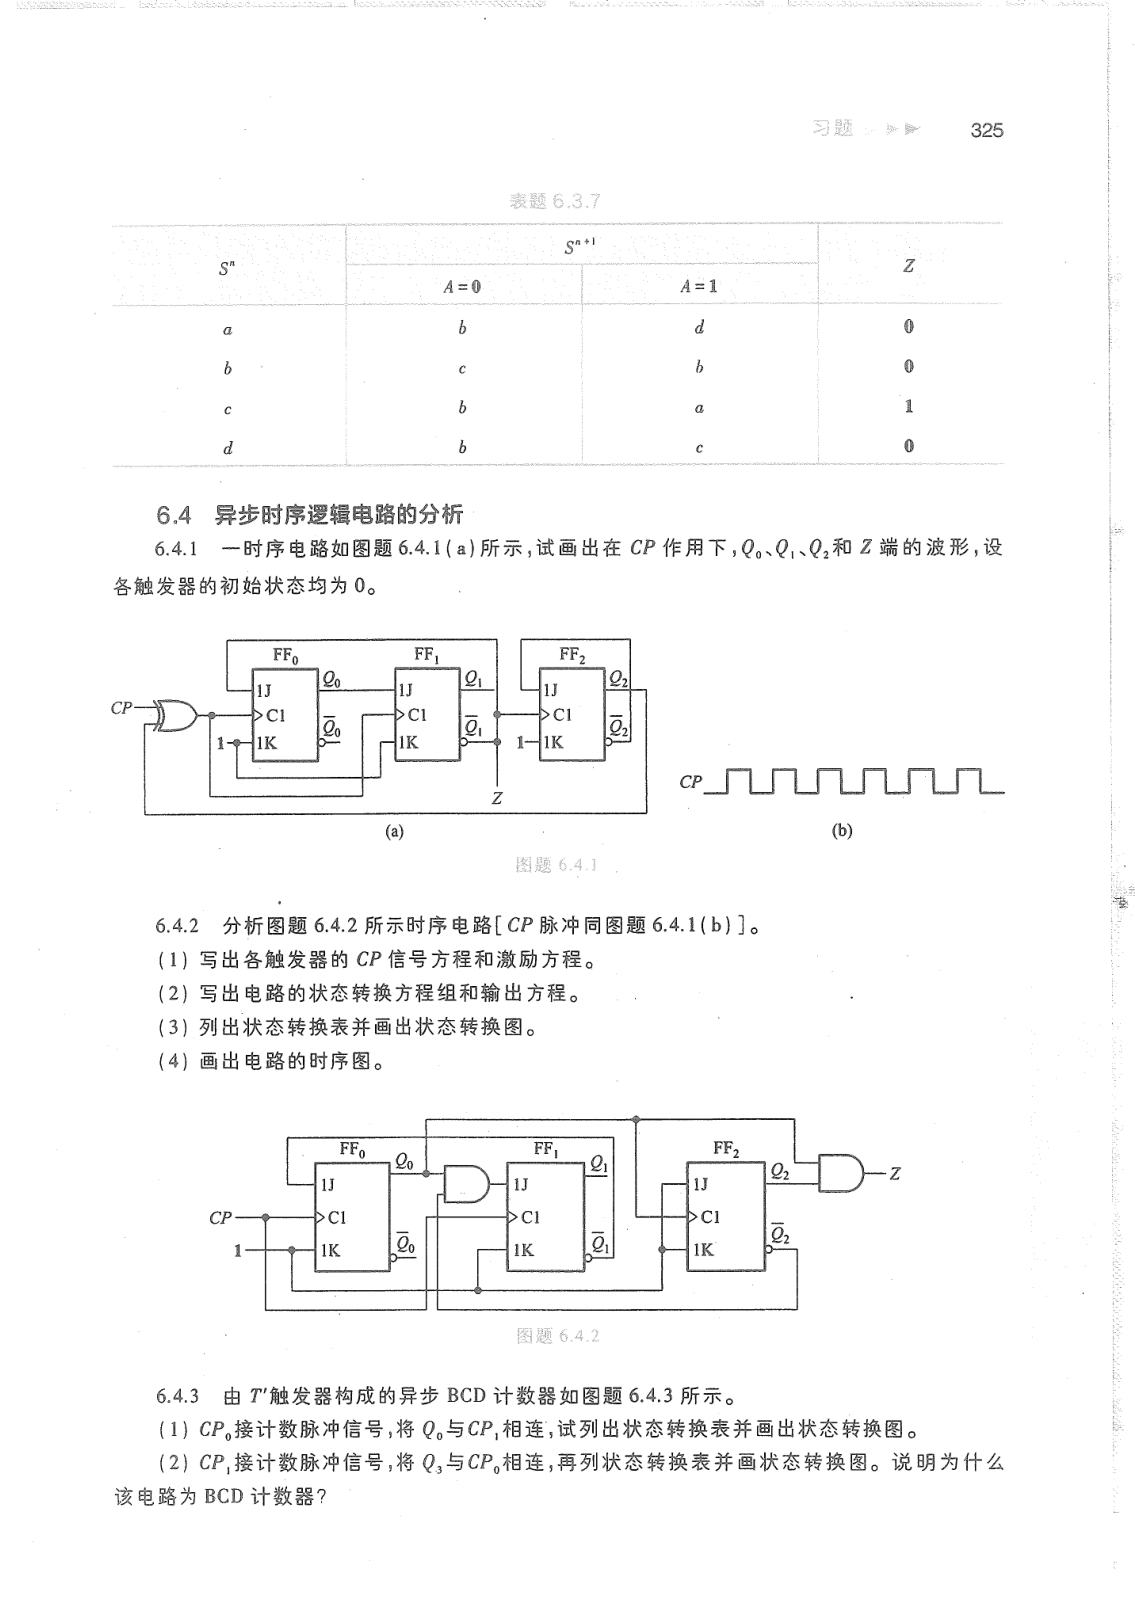 习题 325
表题 6.3.7
Sⁿ Sⁿ⁺¹ Z
A=0 A=1
a b d 0
b c b 0
c b a 1
d b c 0
6.4 异步时序逻辑电路的分析
6.4.1 一时序电路如图题 6.4.1(a)所示,试画出在 CP 作用下,Q₀、Q₁、Q₂和 Z 端的波形,设
各触发器的初始状态均为 0。
FF₀ FF₁ FF₂
1J Q₀ 1J Q₁ 1J Q₂
CP C1 C1 C1
1 1K Q̅₀ 1K Q̅₁ 1 1K Q̅₂
Z
CP
(a) (b)
图题 6.4.1
6.4.2 分析图题 6.4.2 所示时序电路[CP 脉冲同图题 6.4.1(b)]。
(1) 写出各触发器的 CP 信号方程和激励方程。
(2) 写出电路的状态转换方程组和输出方程。
(3) 列出状态转换表并画出状态转换图。
(4) 画出电路的时序图。
FF₀ FF₁ FF₂
1J Q₀ 1J Q₁ 1J Q₂ Z
CP C1 C1 C1
1 1K Q̅₀ 1K Q̅₁ 1K Q̅₂
图题 6.4.2
6.4.3 由 T′触发器构成的异步 BCD 计数器如图题 6.4.3 所示。
(1) CP₀接计数脉冲信号,将 Q₀与CP₁相连,试列出状态转换表并画出状态转换图。
(2) CP₁接计数脉冲信号,将 Q₃与CP₀相连,再列状态转换表并画状态转换图。说明为什么
该电路为 BCD 计数器?